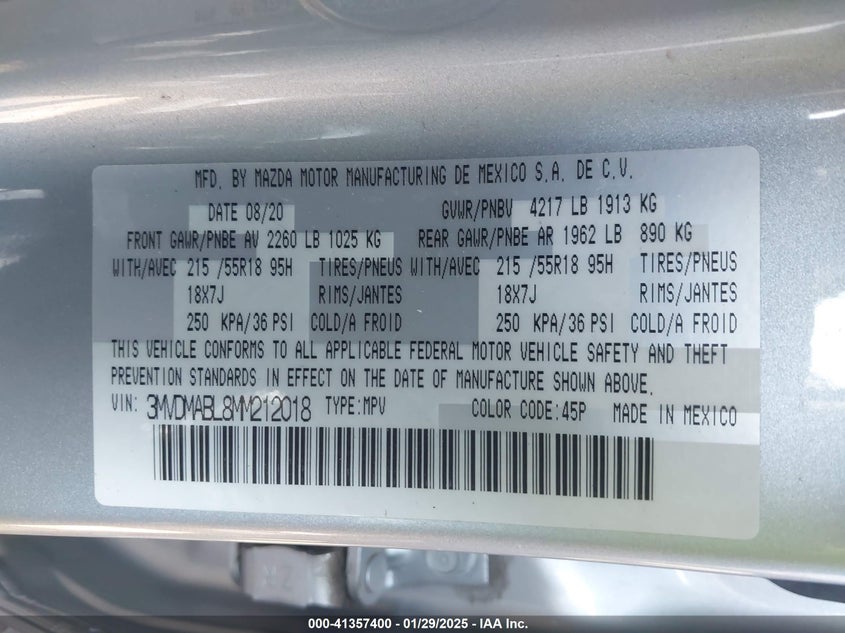 MFD. BY MAZDA MOTOR MANUFACTURING DE MEXICO S.A. DE C.V.
DATE 08/20 GVWR/PNBV 4217 LB 1913 KG
FRONT GAWR/PNBE AV 2260 LB 1025 KG REAR GAWR/PNBE AR 1962 LB 890 KG
WITH/AVEC 215 /55R18 95H TIRES/PNEUS WITH/AVEC 215 /55R18 95H TIRES/PNEUS
18X7J RIMS/JANTES 18X7J RIMS/JANTES
250 KPA/36 PSI COLD/A FROID 250 KPA/36 PSI COLD/A FROID
THIS VEHICLE CONFORMS TO ALL APPLICABLE FEDERAL MOTOR VEHICLE SAFETY AND THEFT
PREVENTION STANDARDS IN EFFECT ON THE DATE OF MANUFACTURE SHOWN ABOVE.
VIN: 3MVDMABL8MM212018 TYPE:MPV COLOR CODE:45P MADE IN MEXICO
000-41357400 - 01/29/2025 - IAA Inc.